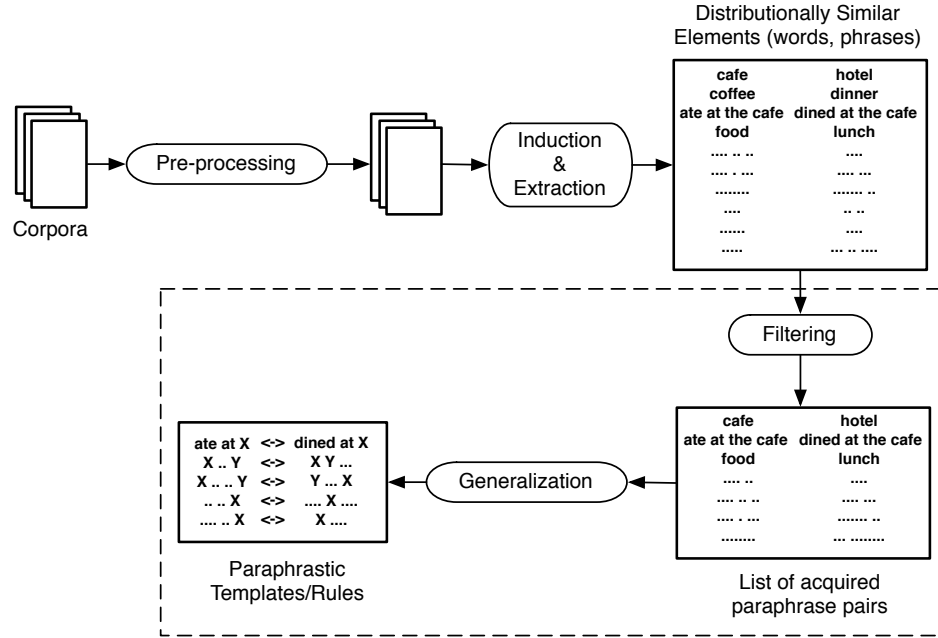 Distributionally Similar
Elements (words, phrases)
cafe hotel
coffee dinner
ate at the cafe dined at the cafe
food lunch
.... .. .. ....
.... . ... .... ...
........ ....... ..
.... .. ..
...... ....
..... ... .. ....
Corpora
Pre-processing
Induction
&
Extraction
Filtering
cafe hotel
ate at the cafe dined at the cafe
food lunch
.... .. ....
.... .. .. .... ...
.... . ... ....... ..
........ ... ........
List of acquired
paraphrase pairs
Generalization
ate at X <-> dined at X
X .. Y <-> X Y ...
X .. .. Y <-> Y ... X
.. .. X <-> .... X ....
.... .. X <-> X ....
Paraphrastic
Templates/Rules